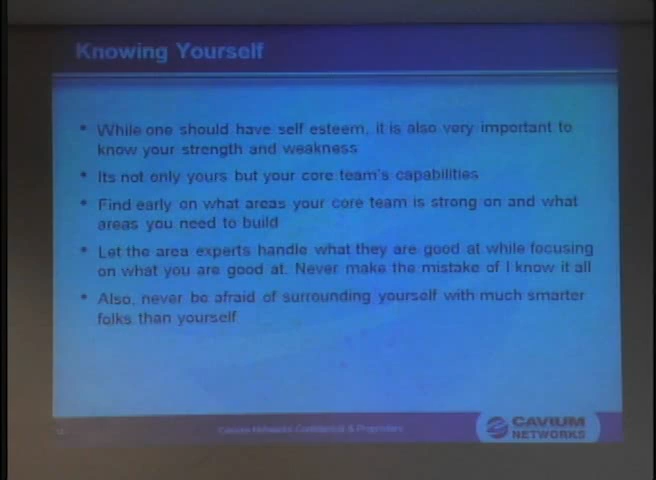 Knowing Yourself
• While one should have self esteem, it is also very important to
know your strength and weakness
• Its not only yours but your core team's capabilities
• Find early on what areas your core team is strong on and what
areas you need to build
• Let the area experts handle what they are good at while focusing
on what you are good at. Never make the mistake of I know it all
• Also, never be afraid of surrounding yourself with much smarter
folks than yourself
Cavium Networks Confidential & Proprietary
CAVIUM
NETWORKS